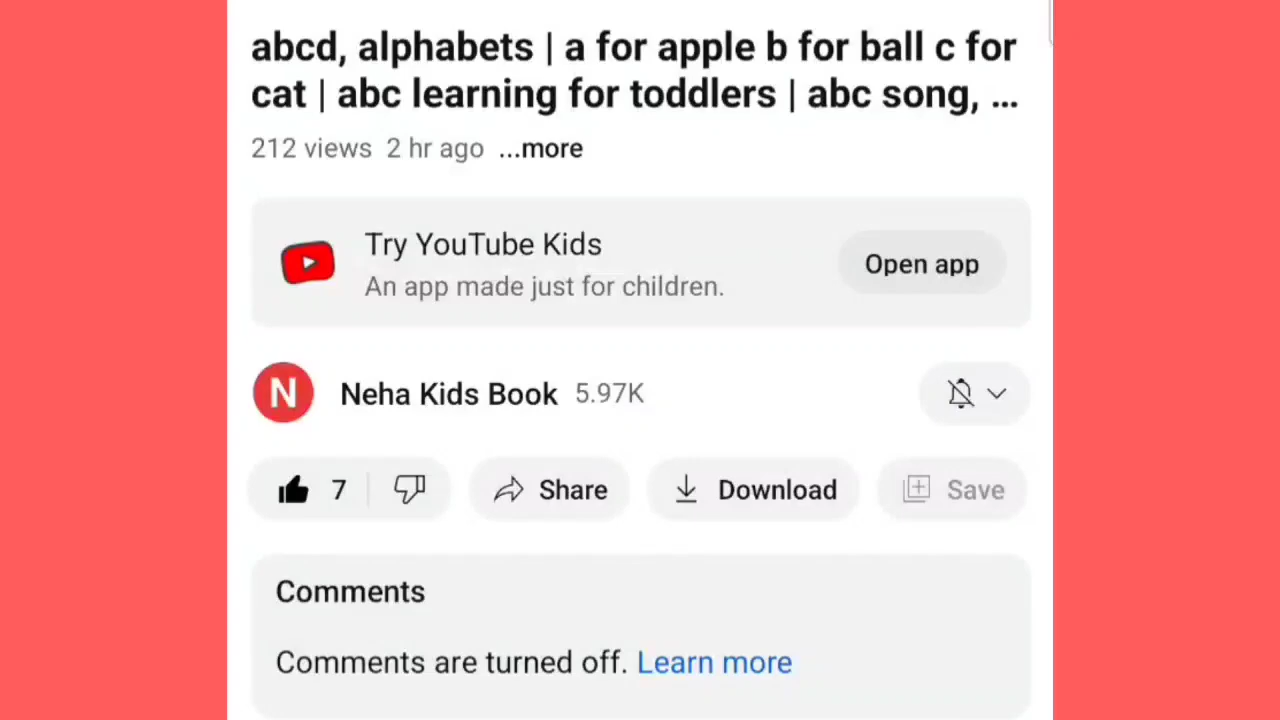 abcd, alphabets | a for apple b for ball c for
cat | abc learning for toddlers | abc song, ...
212 views 2 hr ago ...more
Try YouTube Kids
An app made just for children.
Open app
N Neha Kids Book 5.97K
7 Share Download Save
Comments
Comments are turned off. Learn more